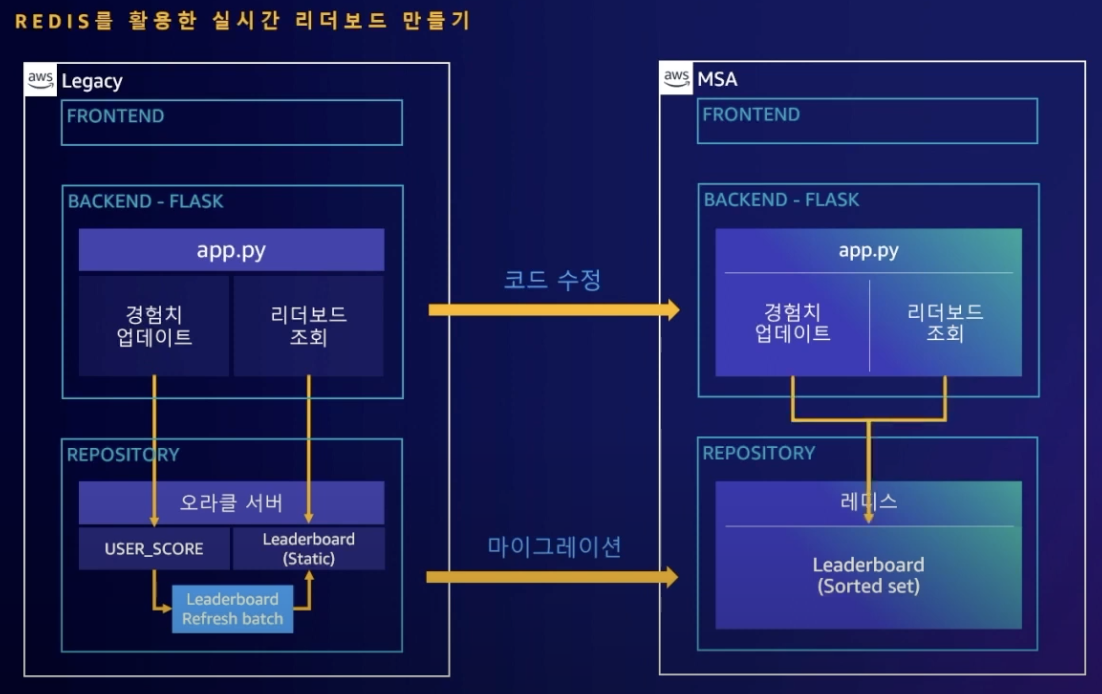 REDIS를 활용한 실시간 리더보드 만들기
aws
Legacy
FRONTEND
BACKEND - FLASK
app.py
경험치
업데이트
리더보드
조회
REPOSITORY
오라클 서버
USER_SCORE
Leaderboard
(Static)
Leaderboard
Refresh batch
코드 수정
마이그레이션
aws
MSA
FRONTEND
BACKEND - FLASK
app.py
경험치
업데이트
리더보드
조회
REPOSITORY
레디스
Leaderboard
(Sorted set)